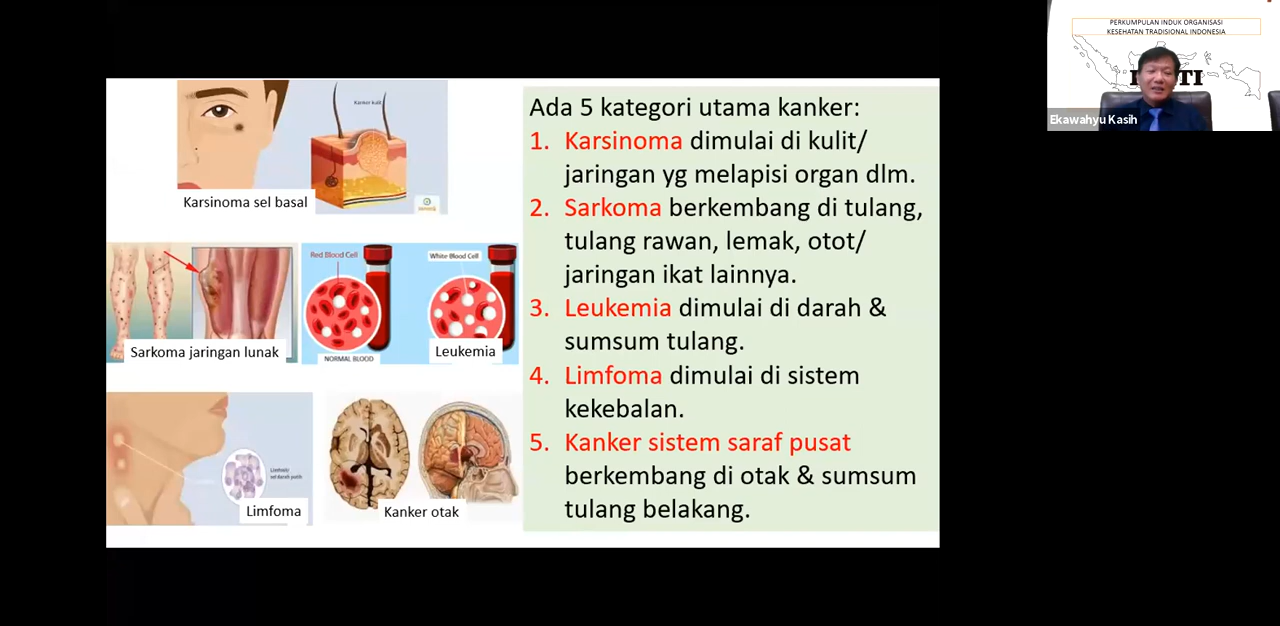 PERKUMPULAN INDUK ORGANISASI
KESEHATAN TRADISIONAL INDONESIA
Ekawahyu Kasih
Kanker kulit
Karsinoma sel basal
Red Blood Cell
White Blood Cell
Sarkoma jaringan lunak
NORMAL BLOOD
Leukemia
sel darah putih
Limfoma
Kanker otak
Ada 5 kategori utama kanker:
1. Karsinoma dimulai di kulit/
jaringan yg melapisi organ dlm.
2. Sarkoma berkembang di tulang,
tulang rawan, lemak, otot/
jaringan ikat lainnya.
3. Leukemia dimulai di darah &
sumsum tulang.
4. Limfoma dimulai di sistem
kekebalan.
5. Kanker sistem saraf pusat
berkembang di otak & sumsum
tulang belakang.